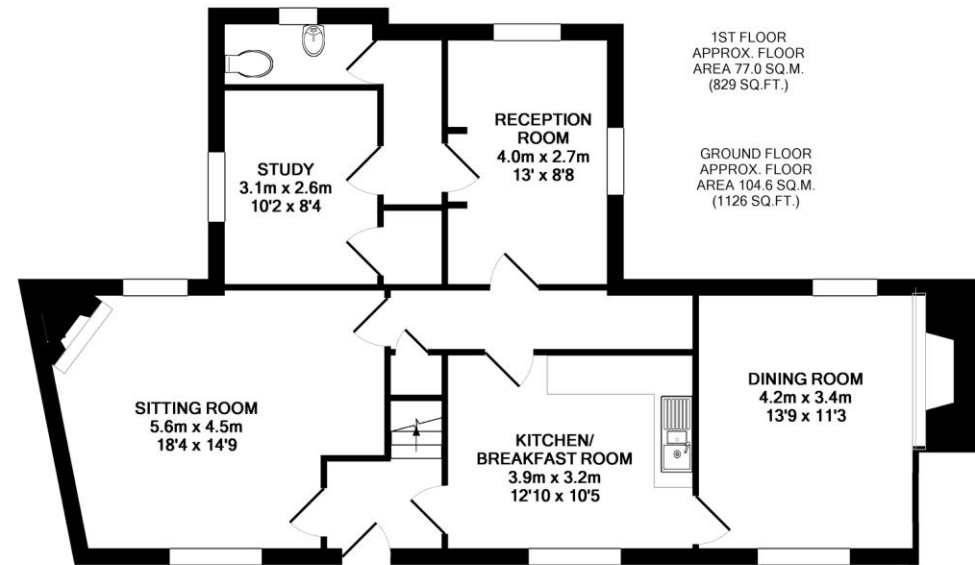 1ST FLOOR
APPROX. FLOOR
AREA 77.0 SQ.M.
(829 SQ.FT.)
RECEPTION
ROOM
4.0m x 2.7m
13' x 8'8
GROUND FLOOR
APPROX. FLOOR
AREA 104.6 SQ.M.
(1126 SQ.FT.)
STUDY
3.1m x 2.6m
10'2 x 8'4
SITTING ROOM
5.6m x 4.5m
18'4 x 14'9
KITCHEN/
BREAKFAST ROOM
3.9m x 3.2m
12'10 x 10'5
DINING ROOM
4.2m x 3.4m
13'9 x 11'3